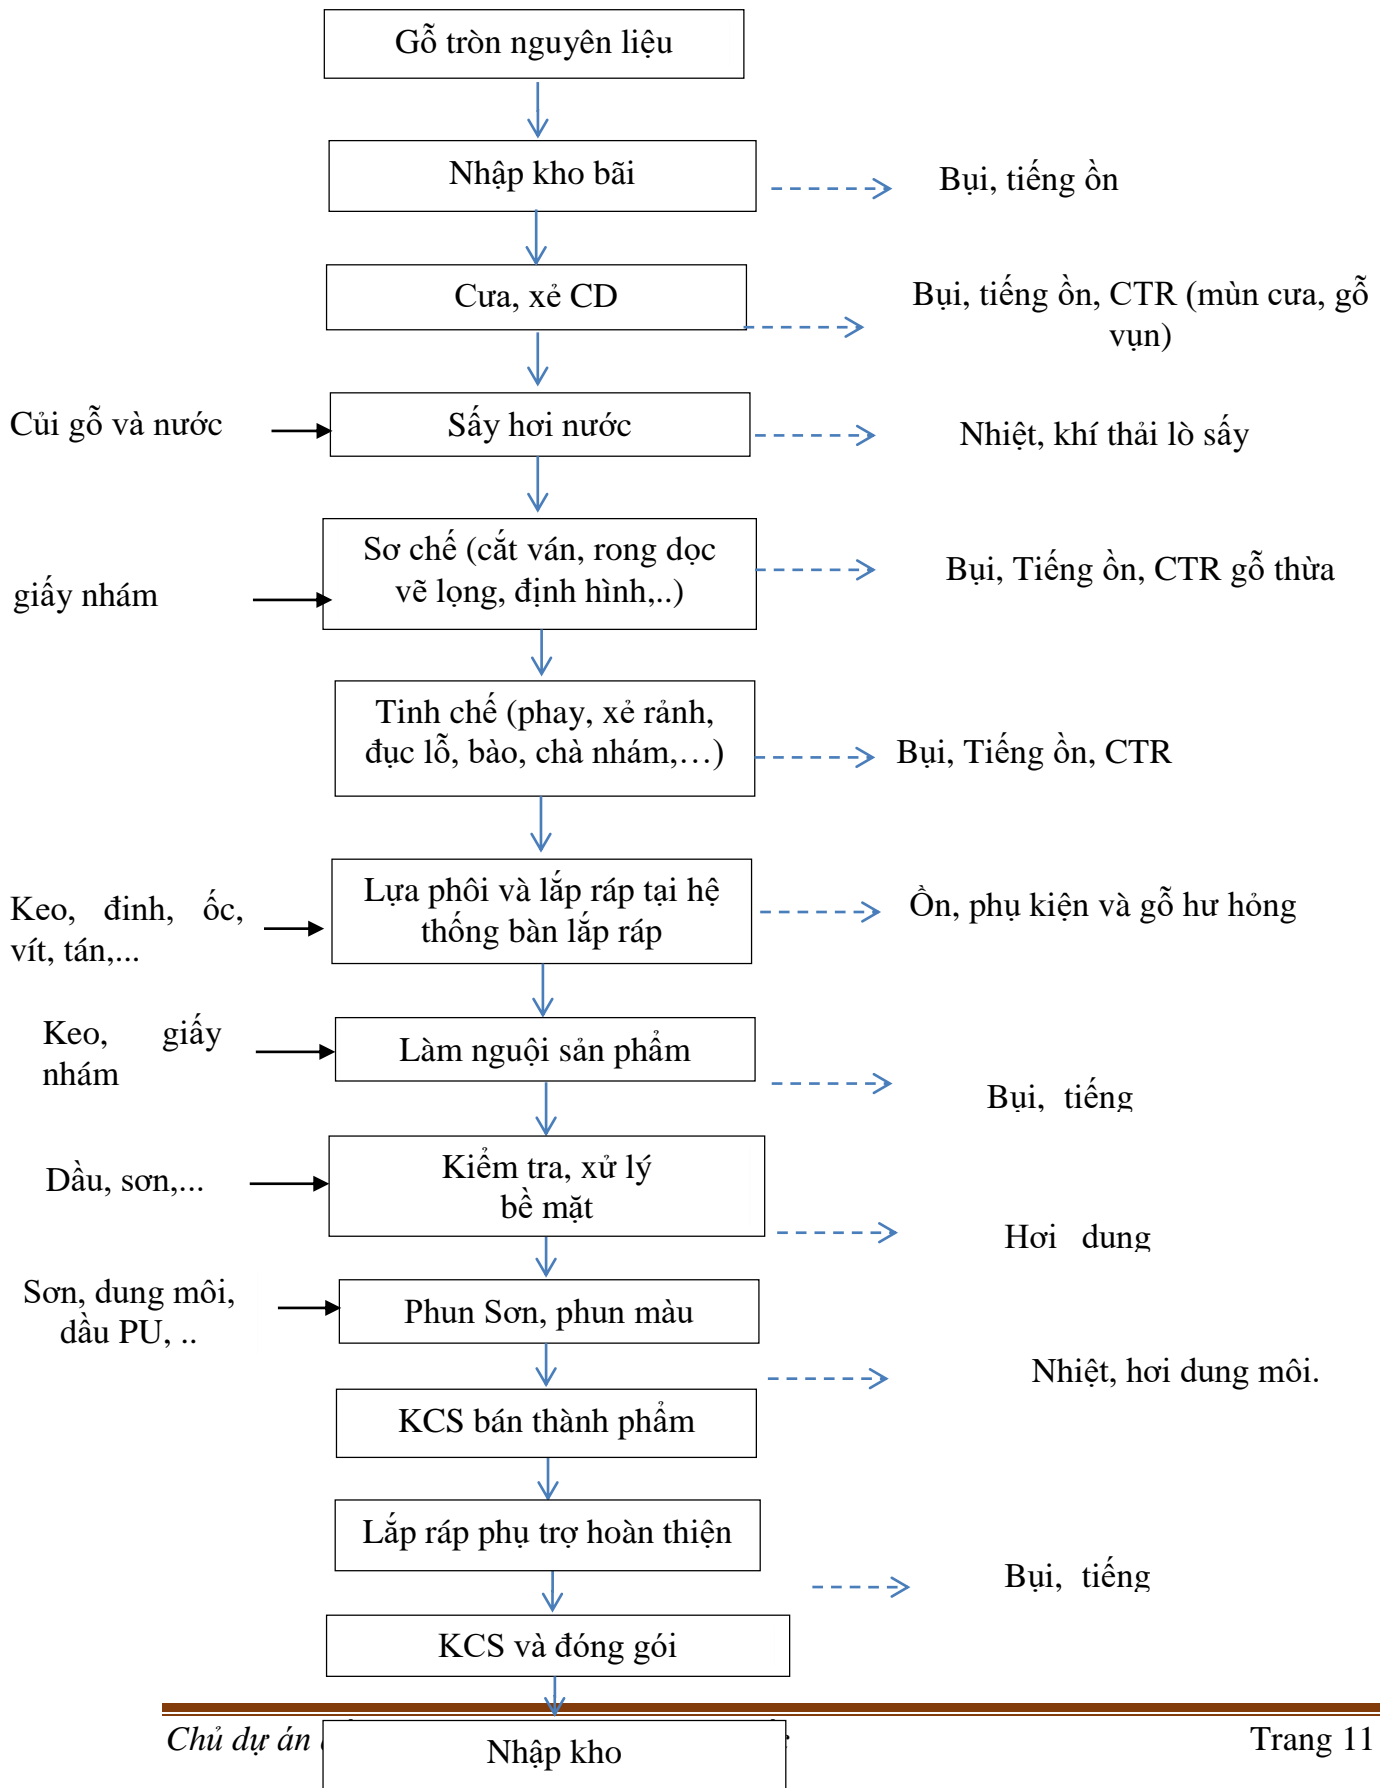 Gỗ tròn nguyên liệu
Nhập kho bãi
Bụi, tiếng ồn
Cưa, xẻ CD
Bụi, tiếng ồn, CTR (mùn cưa, gỗ
vụn)
Củi gỗ và nước
Sấy hơi nước
Nhiệt, khí thải lò sấy
Sơ chế (cắt ván, rong dọc
vẽ lọng, định hình,..)
giấy nhám
Bụi, Tiếng ồn, CTR gỗ thừa
Tinh chế (phay, xẻ rảnh,
đục lỗ, bào, chà nhám,…)
Bụi, Tiếng ồn, CTR
Keo, đinh, ốc,
vít, tán,...
Lựa phôi và lắp ráp tại hệ
thống bàn lắp ráp
Ồn, phụ kiện và gỗ hư hỏng
Keo, giấy
nhám
Làm nguội sản phẩm
Bụi, tiếng
Dầu, sơn,...
Kiểm tra, xử lý
bề mặt
Hơi dung
Sơn, dung môi,
dầu PU, ..
Phun Sơn, phun màu
Nhiệt, hơi dung môi.
KCS bán thành phẩm
Lắp ráp phụ trợ hoàn thiện
Bụi, tiếng
KCS và đóng gói
Chủ dự án
Nhập kho
Trang 11